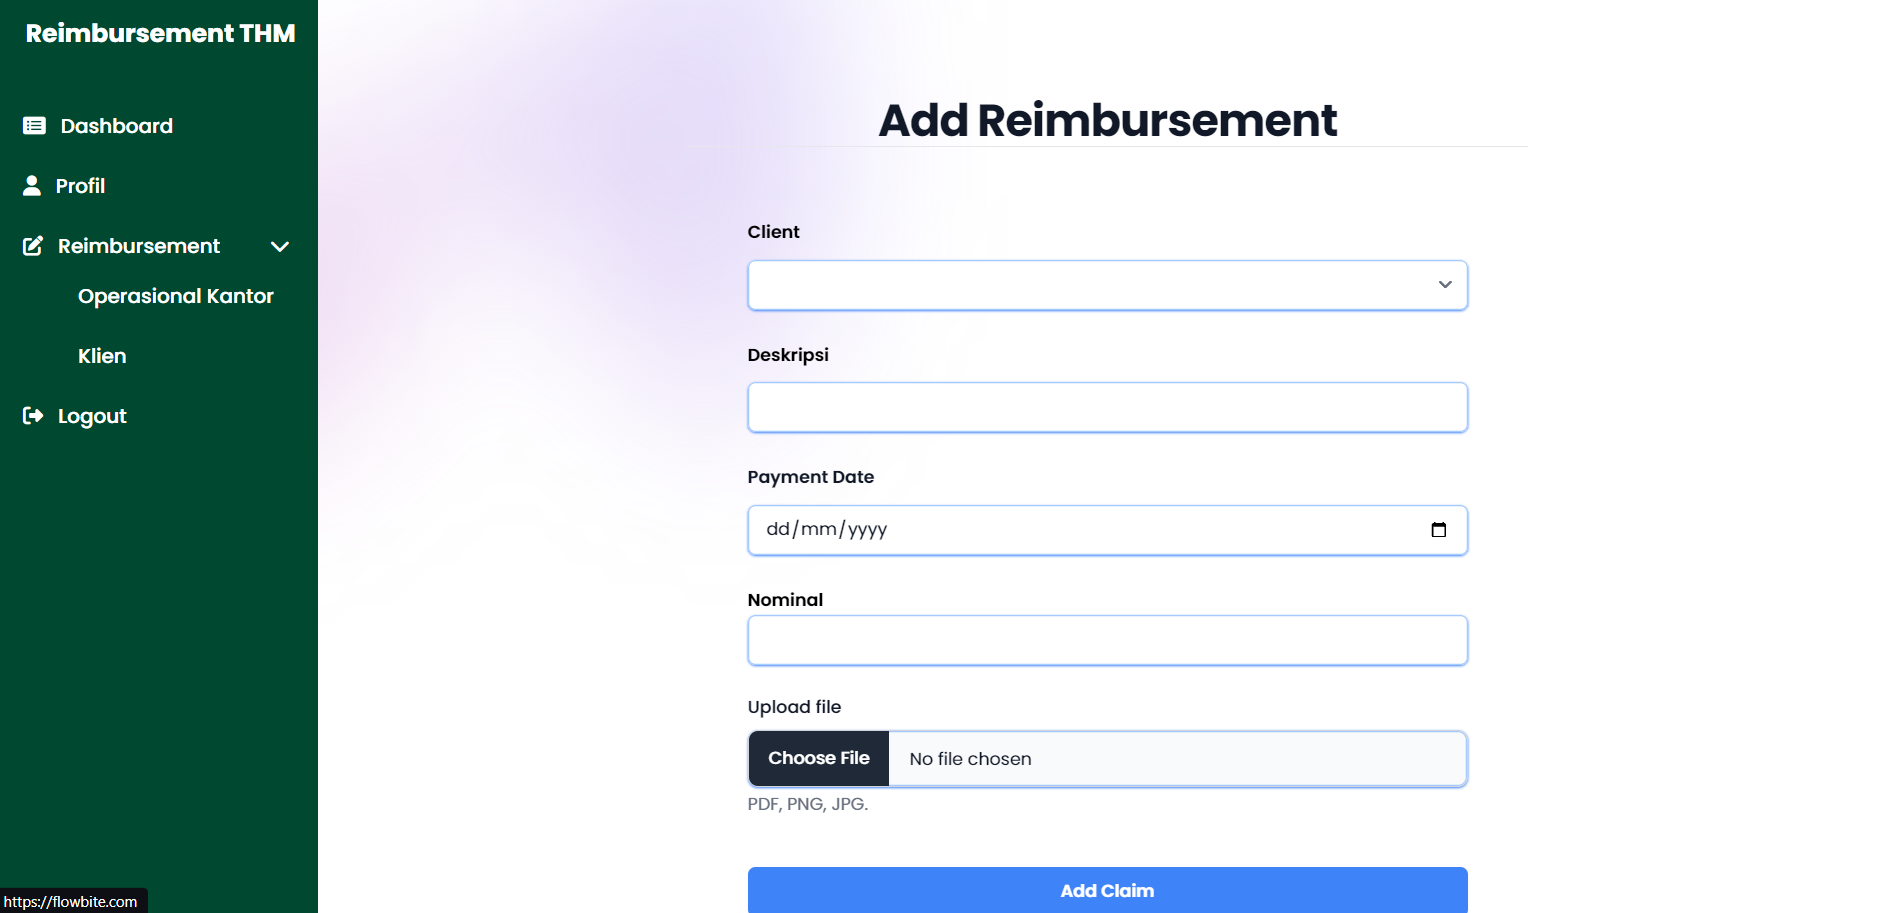 Reimbursement THM
Dashboard
Profil
Reimbursement
Operasional Kantor
Klien
Logout
https://flowbite.com
Add Reimbursement
Client
Deskripsi
Payment Date
dd/mm/yyyy
Nominal
Upload file
Choose File No file chosen
PDF, PNG, JPG.
Add Claim